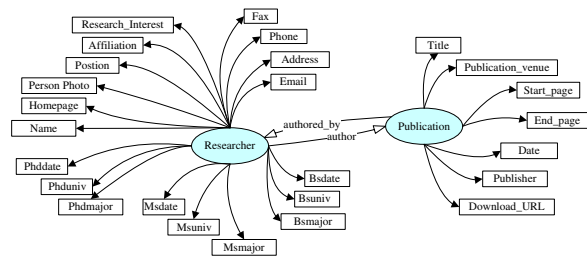 Fax
Research_Interest
Phone
Affiliation
Address
Postion
Email
Person Photo
Homepage
Name
Title
Publication_venue
Start_page
End_page
authored_by
author
Researcher
Publication
Date
Publisher
Download_URL
Phddate
Phduniv
Phdmajor
Msdate
Msuniv
Msmajor
Bsdate
Bsuniv
Bsmajor